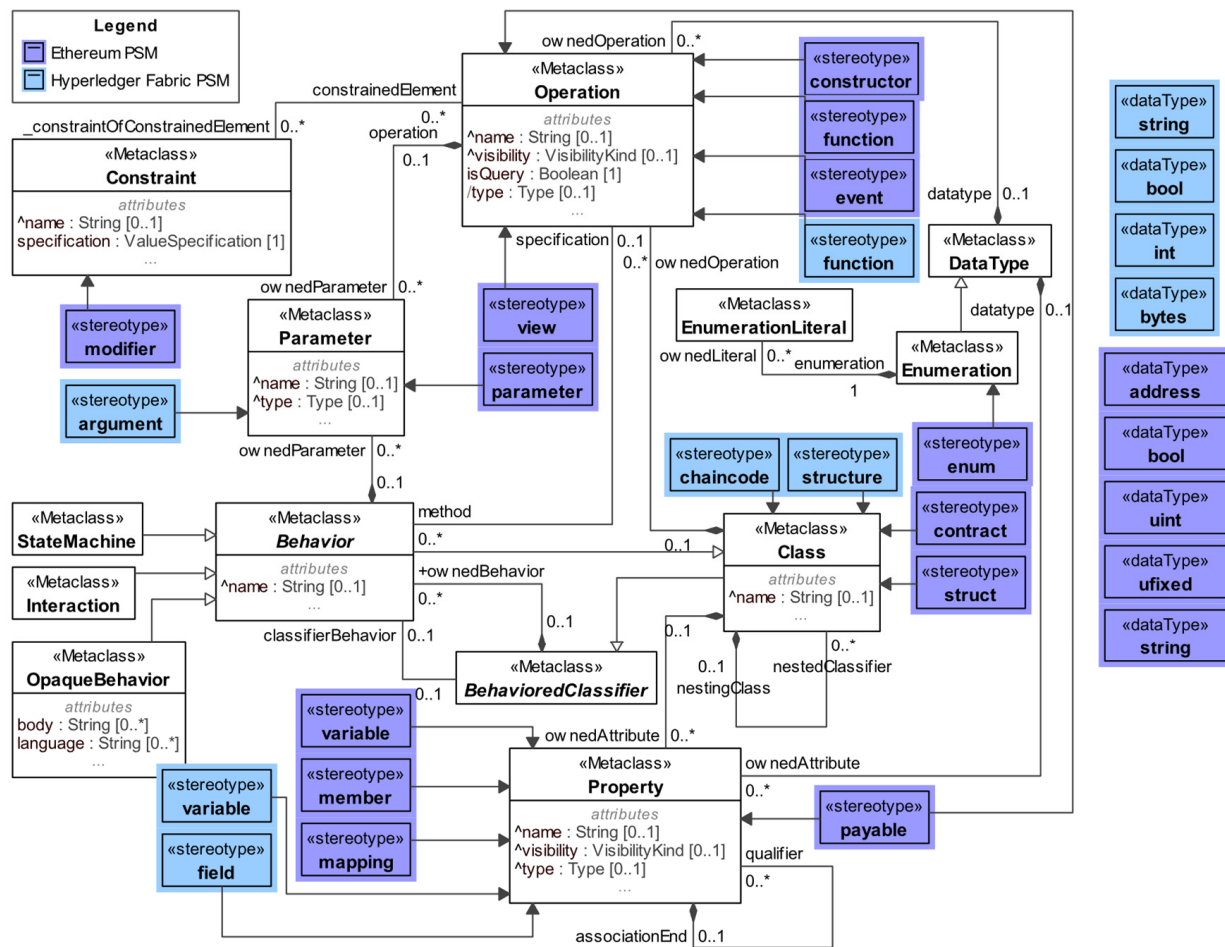 Legend
Ethereum PSM
Hyperledger Fabric PSM
ow nedOperation 0..*
«Metaclass»
Operation
attributes
^name : String [0..1]
^visibility : VisibilityKind [0..1]
isQuery : Boolean [1]
/type : Type [0..1]
...
constrainedElement
0..*
_constraintOfConstrainedElement 0..*
operation
0..1
«Metaclass»
Constraint
attributes
^name : String [0..1]
specification : ValueSpecification [1]
...
«stereotype»
constructor
«stereotype»
function
«stereotype»
event
«stereotype»
function
«dataType»
string
«dataType»
bool
«dataType»
int
«dataType»
bytes
datatype 0..1
«Metaclass»
DataType
0..1
specification 0..1
0..*
ow nedOperation
ow nedParameter 0..*
«stereotype»
modifier
«stereotype»
argument
«Metaclass»
Parameter
attributes
^name : String [0..1]
^type : Type [0..1]
...
«stereotype»
view
«stereotype»
parameter
«Metaclass»
EnumerationLiteral
ow nedLiteral 0..*
enumeration
1
datatype
«Metaclass»
Enumeration
«dataType»
address
«dataType»
bool
«dataType»
uint
«dataType»
ufixed
«dataType»
string
ow nedParameter 0..*
0..1
«stereotype»
chaincode
«stereotype»
structure
«stereotype»
enum
«stereotype»
contract
«stereotype»
struct
«Metaclass»
StateMachine
«Metaclass»
Interaction
«Metaclass»
Behavior
attributes
^name : String [0..1]
...
method
0..*
0..1
«Metaclass»
Class
attributes
^name : String [0..1]
...
+ow nedBehavior
0..*
0..1
classifierBehavior 0..1
0..1
«Metaclass»
BehavioredClassifier
0..1
0..1
nestingClass
0..*
nestedClassifier
«Metaclass»
OpaqueBehavior
attributes
body : String [0..*]
language : String [0..*]
...
«stereotype»
variable
«stereotype»
member
«stereotype»
mapping
«stereotype»
variable
«stereotype»
field
ow nedAttribute 0..*
«Metaclass»
Property
attributes
^name : String [0..1]
^visibility : VisibilityKind [0..1]
^type : Type [0..1]
...
ow nedAttribute
0..*
«stereotype»
payable
qualifier
0..*
associationEnd 0..1